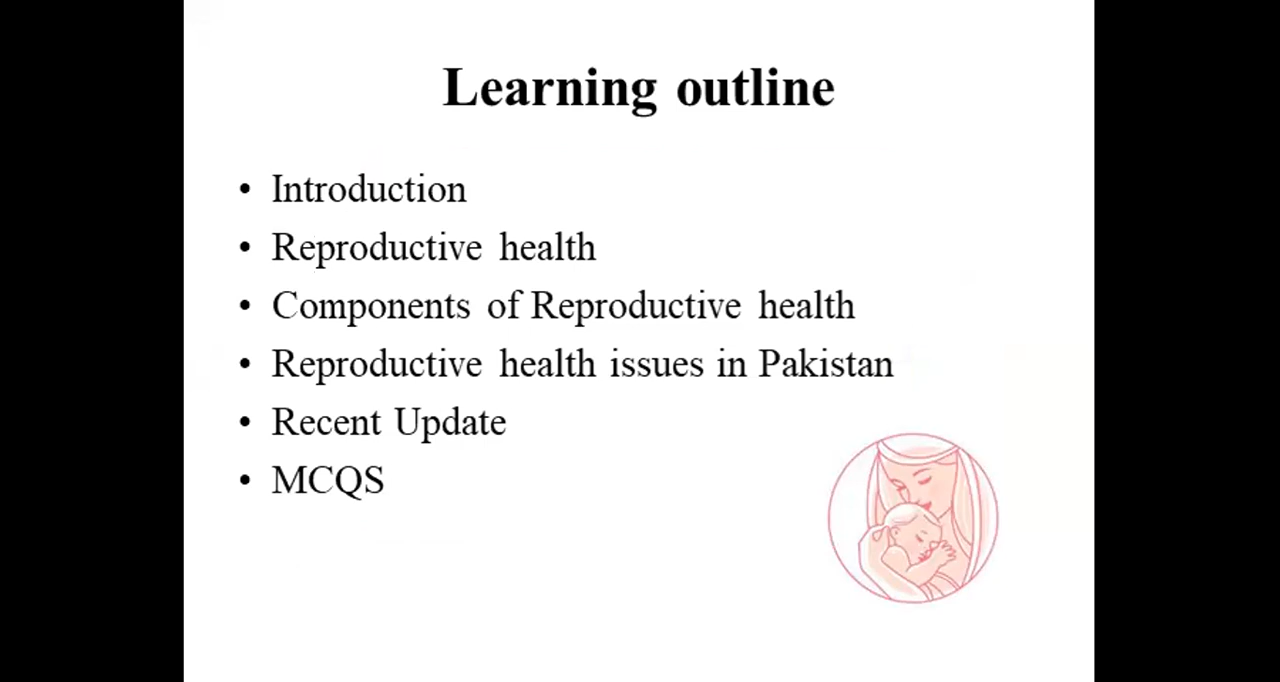 Learning outline
• Introduction
• Reproductive health
• Components of Reproductive health
• Reproductive health issues in Pakistan
• Recent Update
• MCQS